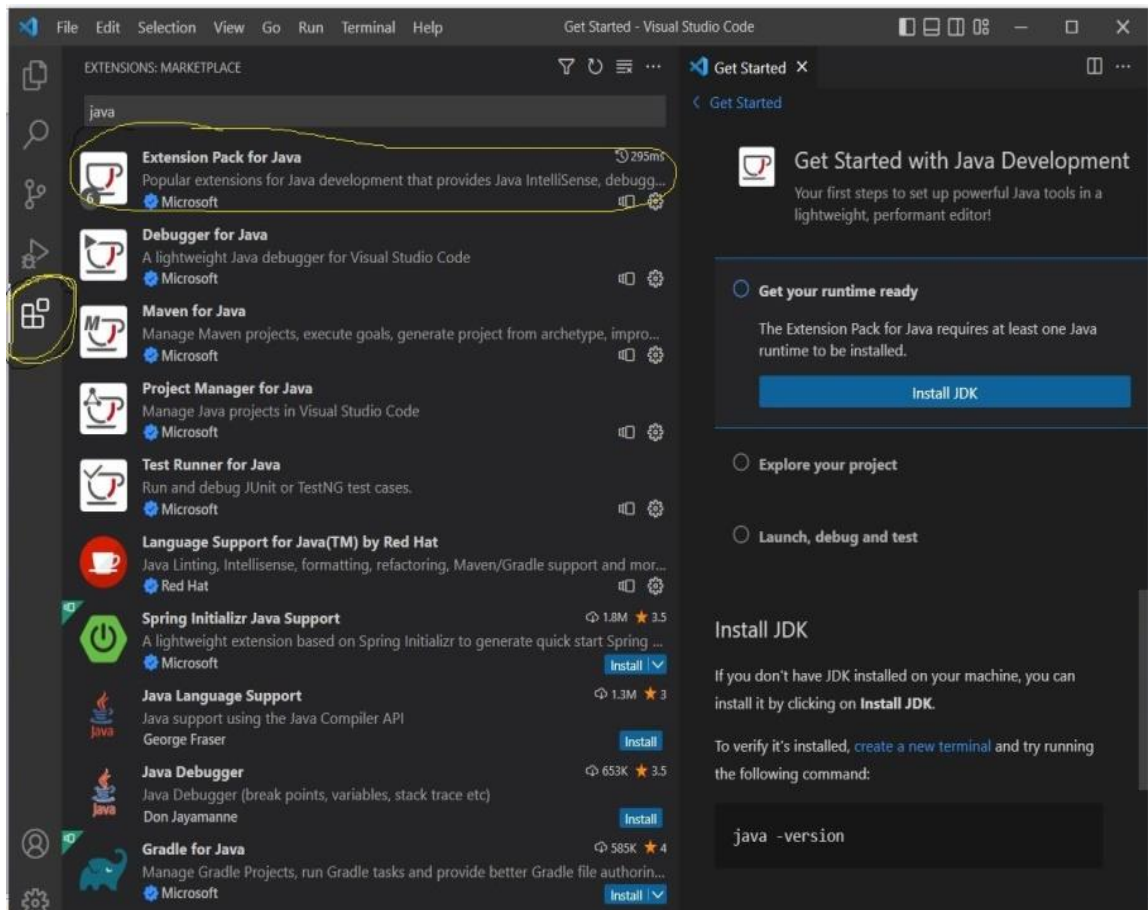 File Edit Selection View Go Run Terminal Help Get Started - Visual Studio Code
EXTENSIONS: MARKETPLACE
java
Extension Pack for Java 295ms
Popular extensions for Java development that provides Java IntelliSense, debugg...
6
Microsoft
Debugger for Java
A lightweight Java debugger for Visual Studio Code
Microsoft
Maven for Java
M
Manage Maven projects, execute goals, generate project from archetype, impro...
Microsoft
Project Manager for Java
Manage Java projects in Visual Studio Code
Microsoft
Test Runner for Java
Run and debug JUnit or TestNG test cases.
Microsoft
Language Support for Java(TM) by Red Hat
Java Linting, Intellisense, formatting, refactoring, Maven/Gradle support and mor...
Red Hat
Spring Initializr Java Support 1.8M ★ 3.5
A lightweight extension based on Spring Initializr to generate quick start Spring ...
Microsoft Install
Java Language Support 1.3M ★ 3
Java support using the Java Compiler API
Java
George Fraser Install
Java Debugger 653K ★ 3.5
Java Debugger (break points, variables, stack trace etc)
Java
Don Jayamanne Install
Gradle for Java 585K ★ 4
Manage Gradle Projects, run Gradle tasks and provide better Gradle file authorin...
Microsoft Install
Get Started
Get Started
Get Started with Java Development
Your first steps to set up powerful Java tools in a
lightweight, performant editor!
Get your runtime ready
The Extension Pack for Java requires at least one Java
runtime to be installed.
Install JDK
Explore your project
Launch, debug and test
Install JDK
If you don't have JDK installed on your machine, you can
install it by clicking on Install JDK.
To verify it's installed, create a new terminal and try running
the following command:
java -version